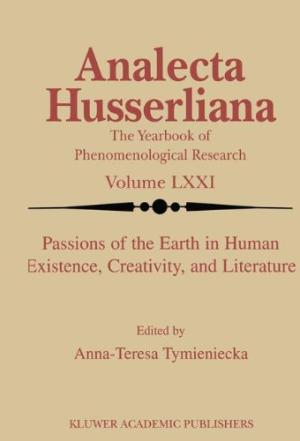 Analecta
Husserliana
The Yearbook of
Phenomenological Research
Volume LXXI
Passions of the Earth in Human
Existence, Creativity, and Literature
Edited by
Anna-Teresa Tymieniecka
KLUWER ACADEMIC PUBLISHERS